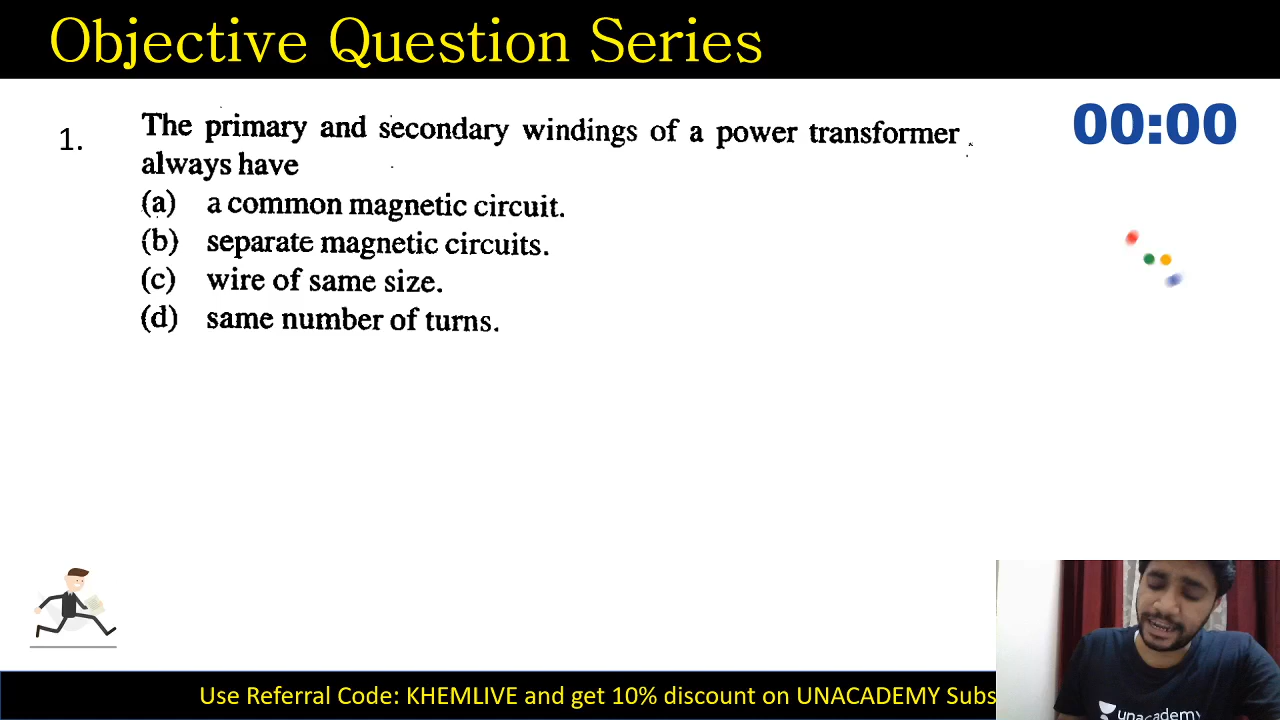 Objective Question Series
1.
The primary and secondary windings of a power transformer
always have
(a) a common magnetic circuit.
(b) separate magnetic circuits.
(c) wire of same size.
(d) same number of turns.
00:00
Use Referral Code: KHEMLIVE and get 10% discount on UNACADEMY Subs
unacademy